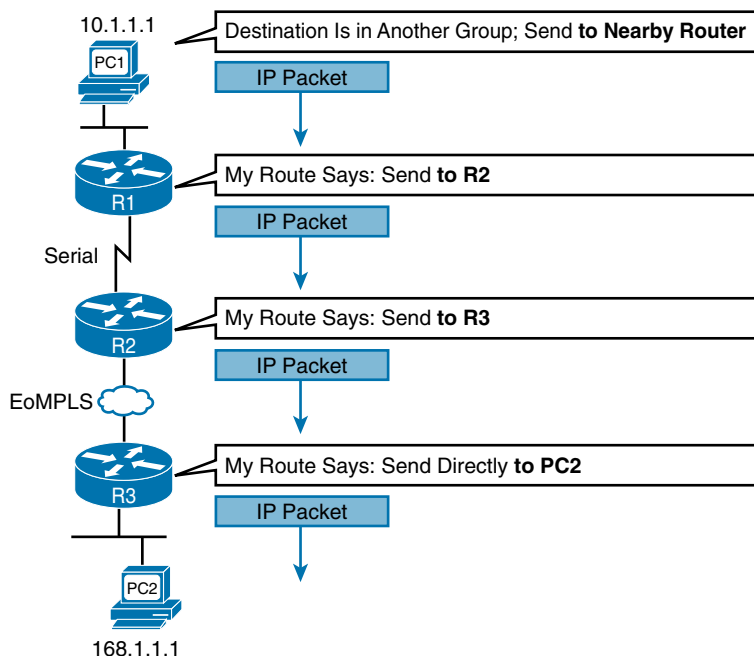 10.1.1.1
Destination Is in Another Group; Send to Nearby Router
PC1
IP Packet
My Route Says: Send to R2
R1
IP Packet
Serial
My Route Says: Send to R3
R2
IP Packet
EoMPLS
My Route Says: Send Directly to PC2
R3
IP Packet
PC2
168.1.1.1